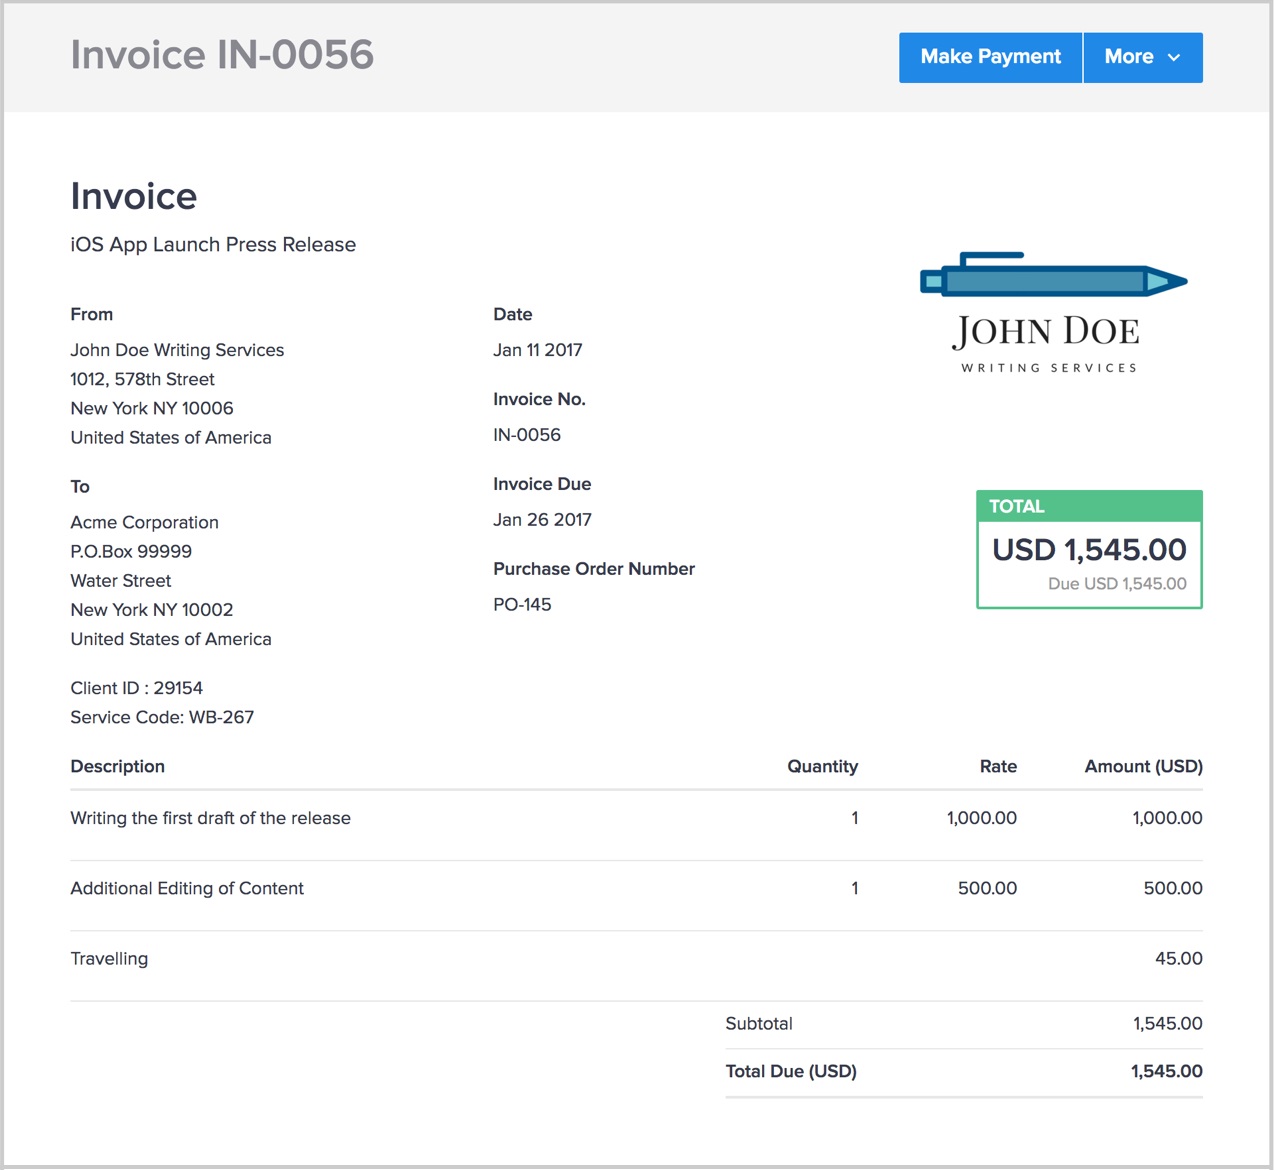 Invoice IN-0056
Make Payment
More
Invoice
iOS App Launch Press Release
JOHN DOE
WRITING SERVICES
From
John Doe Writing Services
1012, 578th Street
New York NY 10006
United States of America
To
Acme Corporation
P.O.Box 99999
Water Street
New York NY 10002
United States of America
Client ID : 29154
Service Code: WB-267
Date
Jan 11 2017
Invoice No.
IN-0056
Invoice Due
Jan 26 2017
Purchase Order Number
PO-145
TOTAL
USD 1,545.00
Due USD 1,545.00
Description Quantity Rate Amount (USD)
Writing the first draft of the release 1 1,000.00 1,000.00
Additional Editing of Content 1 500.00 500.00
Travelling 45.00
Subtotal 1,545.00
Total Due (USD) 1,545.00